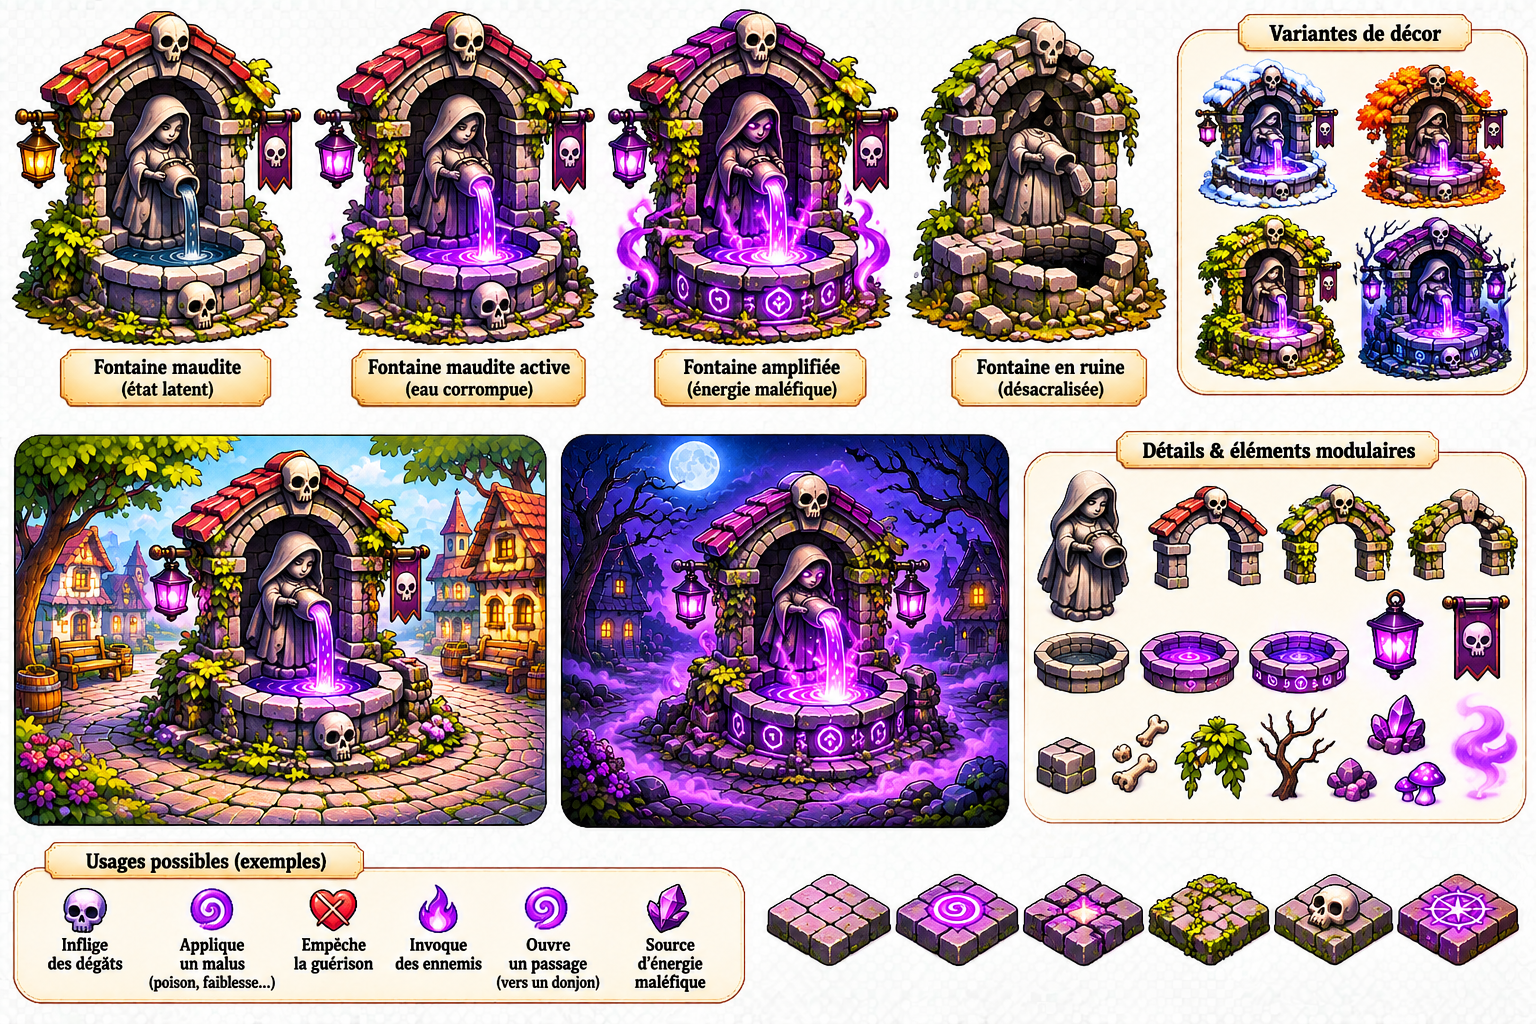 Variantes de décor
Fontaine maudite
(état latent)
Fontaine maudite active
(eau corrompue)
Fontaine amplifiée
(énergie maléfique)
Fontaine en ruine
(désacralisée)
Détails & éléments modulaires
Usages possibles (exemples)
Inflige
des dégâts
Applique
un malus
(poison, faiblesse...)
Empêche
la guérison
Invoque
des ennemis
Ouvre
un passage
(vers un donjon)
Source
d'énergie
maléfique